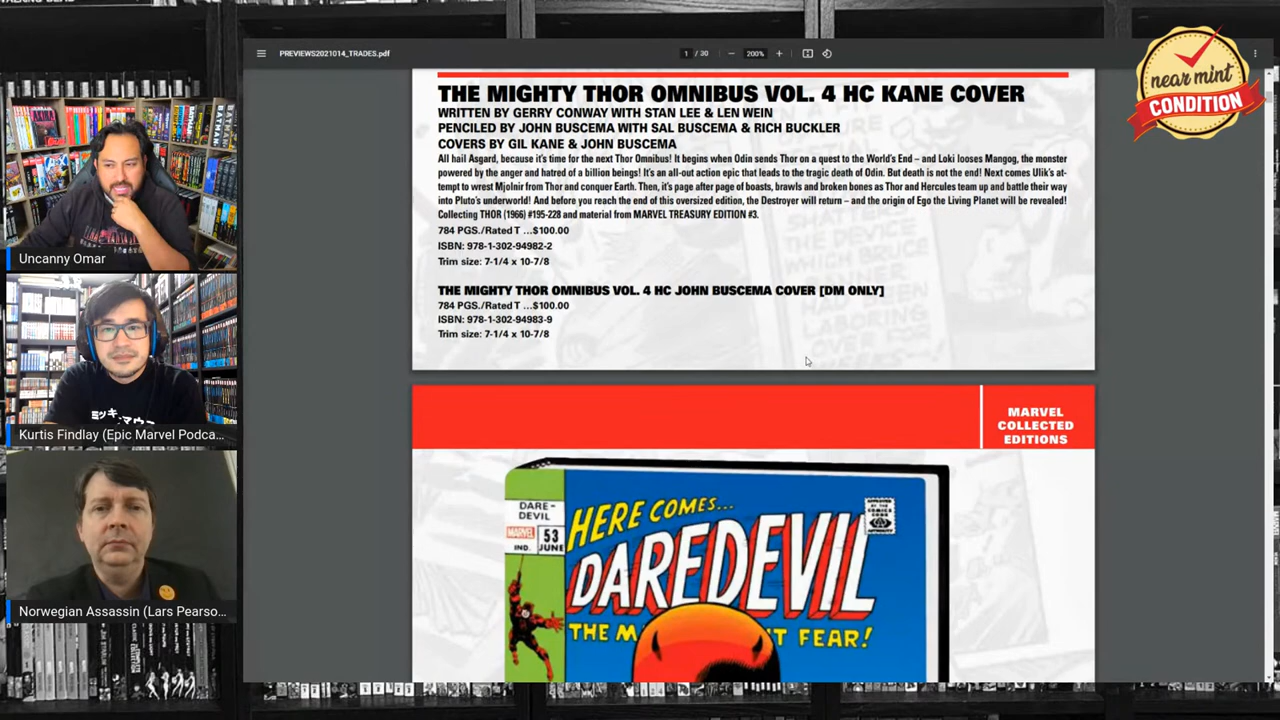 PREVIEWS2021014_TRADES.pdf
1 / 30
200%
near mint
CONDITION
THE MIGHTY THOR OMNIBUS VOL. 4 HC KANE COVER
WRITTEN BY GERRY CONWAY WITH STAN LEE & LEN WEIN
PENCILED BY JOHN BUSCEMA WITH SAL BUSCEMA & RICH BUCKLER
COVERS BY GIL KANE & JOHN BUSCEMA
All hail Asgard, because it's time for the next Thor Omnibus! It begins when Odin sends Thor on a quest to the World's End – and Loki looses Mangog, the monster
powered by the anger and hatred of a billion beings! It's an all-out action epic that leads to the tragic death of Odin. But death is not the end! Next comes Ulik's at-
tempt to wrest Mjolnir from Thor and conquer Earth. Then, it's page after page of boasts, brawls and broken bones as Thor and Hercules team up and battle their way
into Pluto's underworld! And before you reach the end of this oversized edition, the Destroyer will return – and the origin of Ego the Living Planet will be revealed!
Collecting THOR (1966) #195-228 and material from MARVEL TREASURY EDITION #3.
784 PGS./Rated T ...$100.00
ISBN: 978-1-302-94982-2
Trim size: 7-1/4 x 10-7/8
THE MIGHTY THOR OMNIBUS VOL. 4 HC JOHN BUSCEMA COVER [DM ONLY]
784 PGS./Rated T ...$100.00
ISBN: 978-1-302-94983-9
Trim size: 7-1/4 x 10-7/8
MARVEL
COLLECTED
EDITIONS
DARE-
DEVIL
MARVEL
53
IND.
JUNE
HERE COMES...
DAREDEVIL
THE M T FEAR!
Uncanny Omar
ミッキ
マウ
Kurtis Findlay (Epic Marvel Podca...
Norwegian Assassin (Lars Pearso...